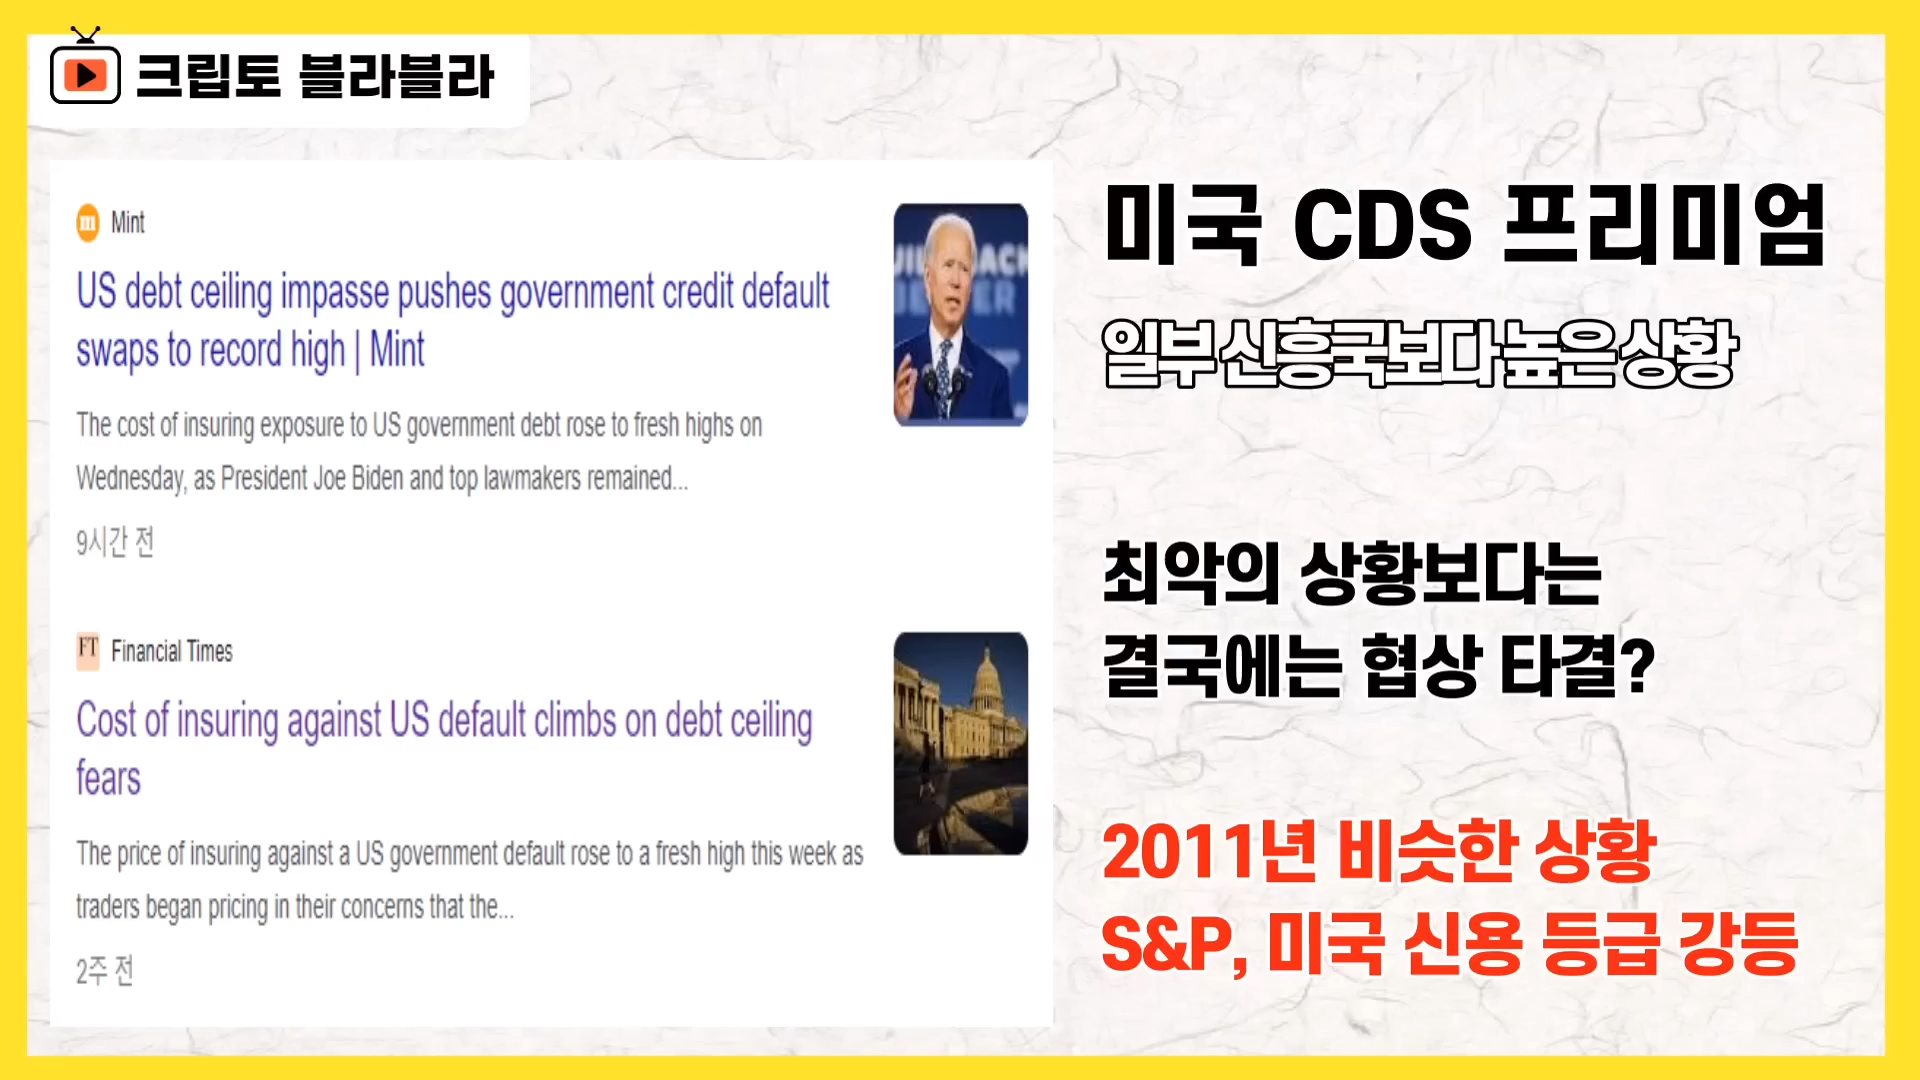 크립토 블라블라
Mint
US debt ceiling impasse pushes government credit default
swaps to record high | Mint
The cost of insuring exposure to US government debt rose to fresh highs on
Wednesday, as President Joe Biden and top lawmakers remained...
9시간 전
FT Financial Times
Cost of insuring against US default climbs on debt ceiling
fears
The price of insuring against a US government default rose to a fresh high this week as
traders began pricing in their concerns that the...
2주 전
미국 CDS 프리미엄
일부 신흥국보다 높은 상황
최악의 상황보다는
결국에는 협상 타결?
2011년 비슷한 상황
S&P, 미국 신용 등급 강등